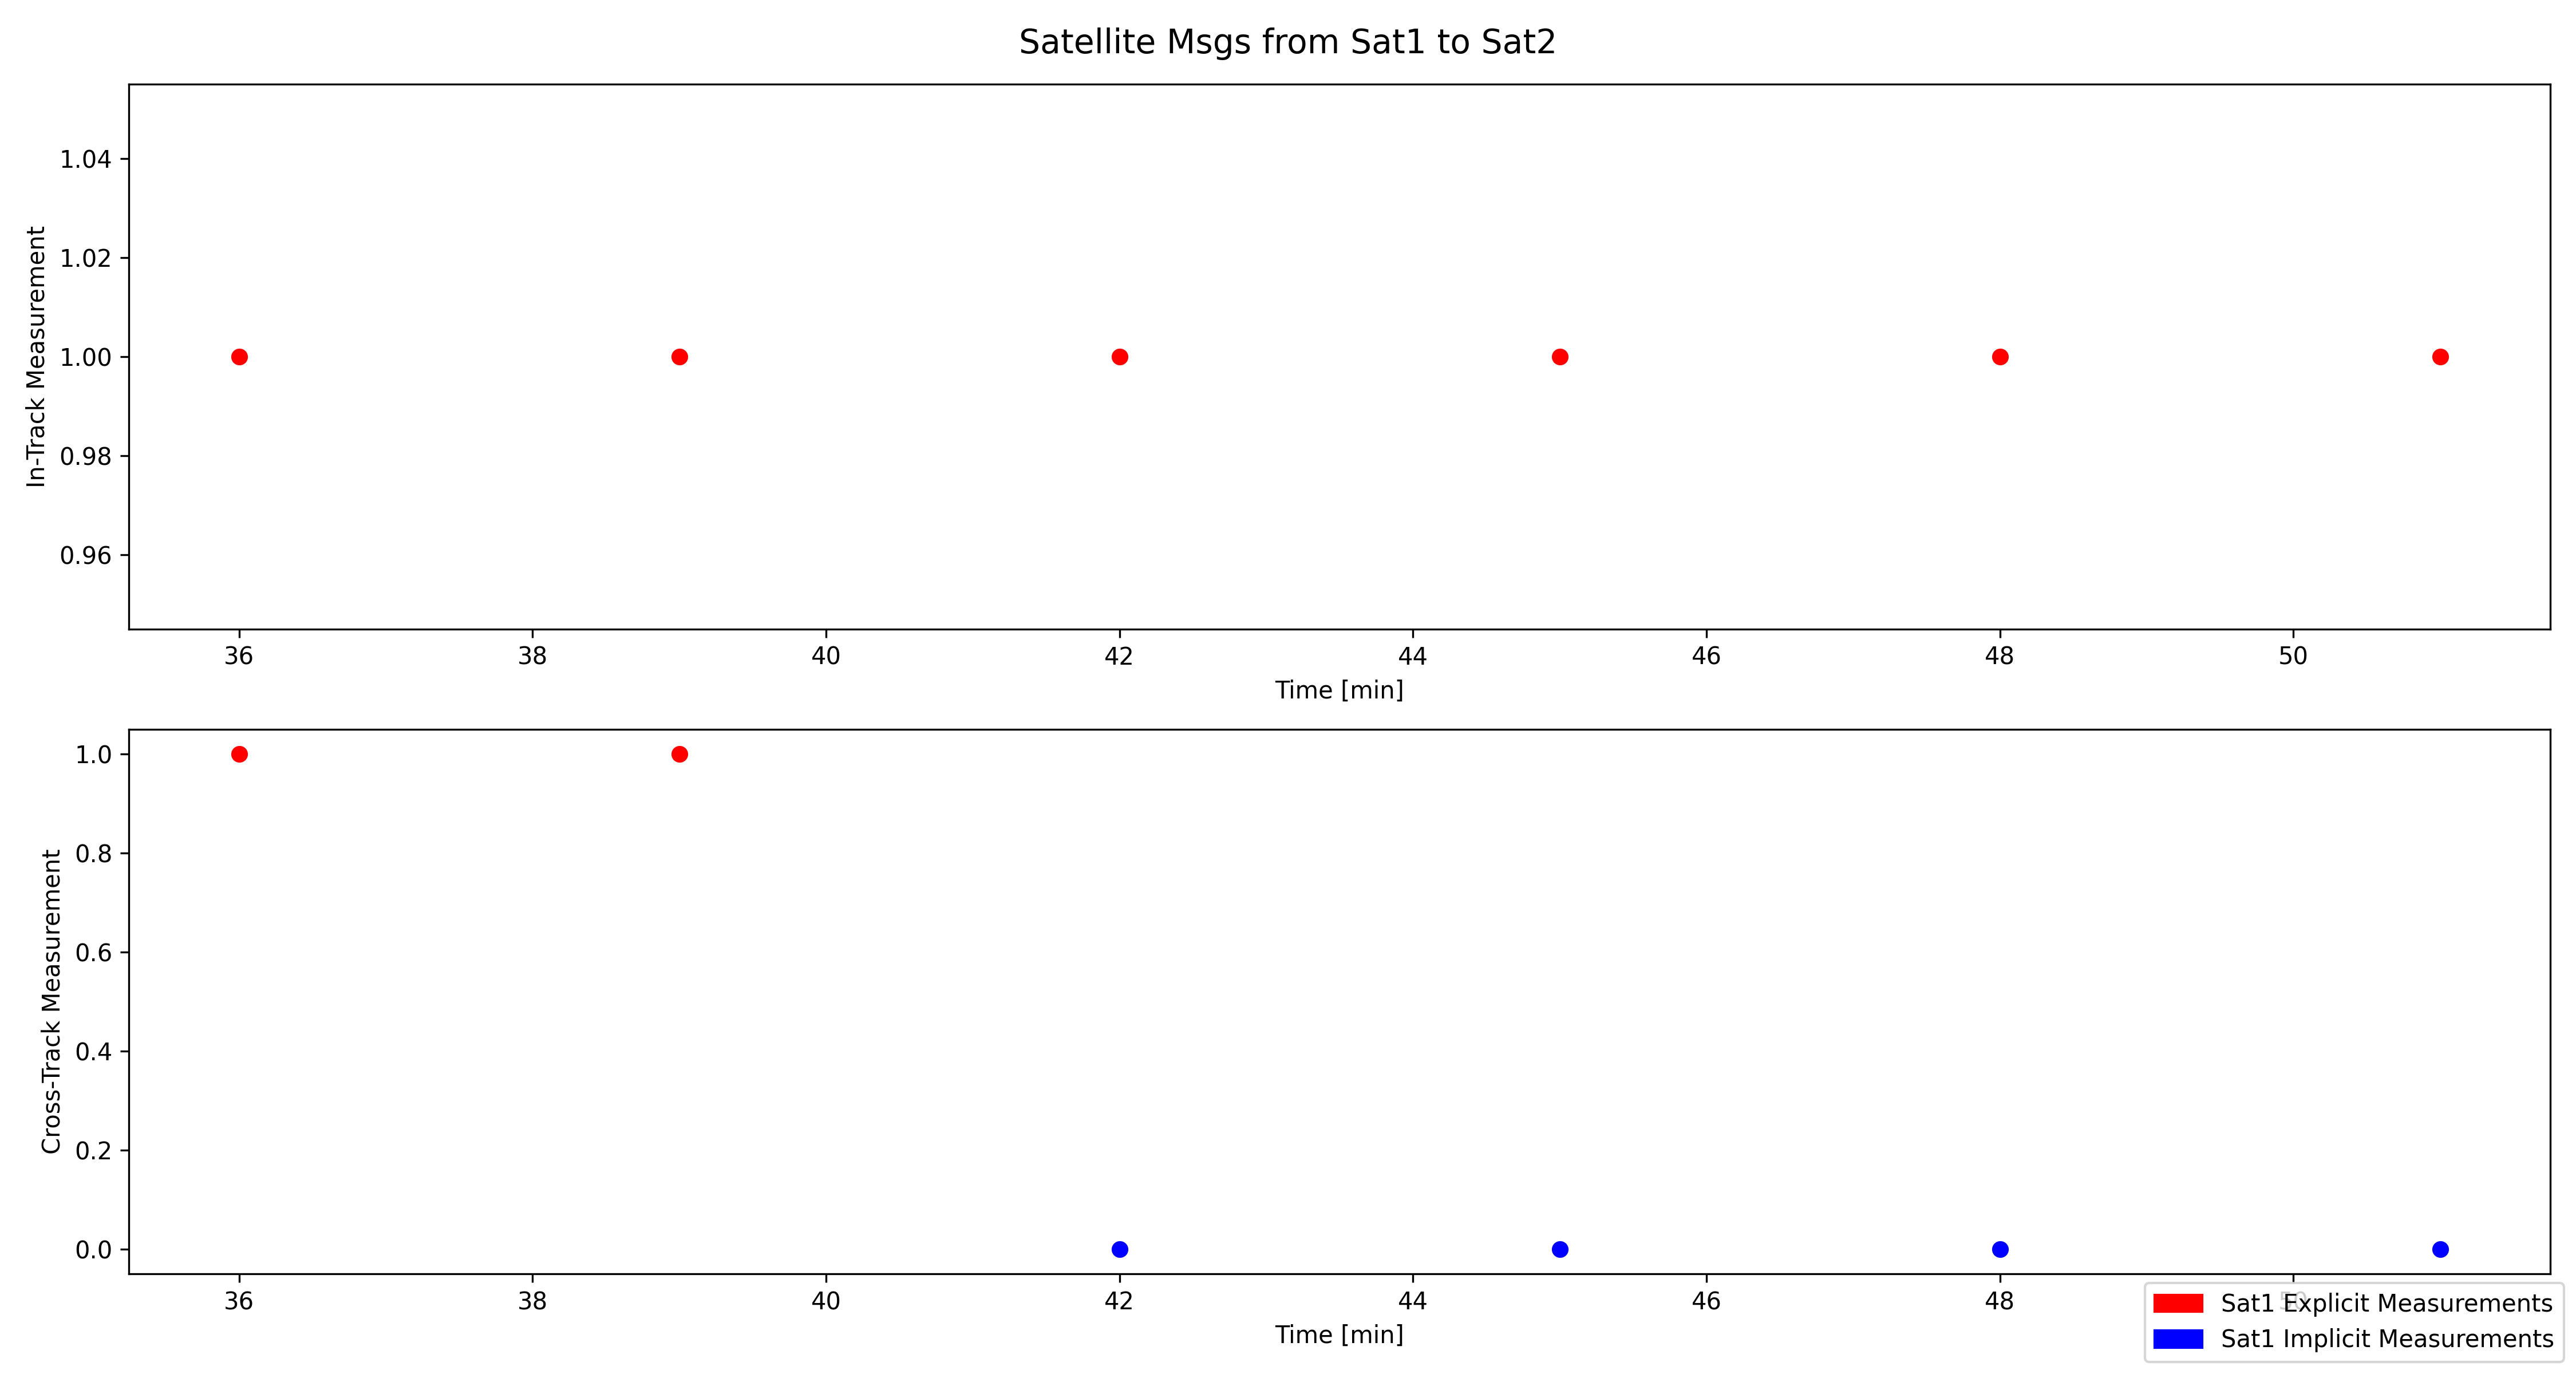 Satellite Msgs from Sat1 to Sat2
In-Track Measurement
1.04
1.02
1.00
0.98
0.96
36 38 40 42 44 46 48 50
Time [min]
Cross-Track Measurement
1.0
0.8
0.6
0.4
0.2
0.0
36 38 40 42 44 46 48 50
Time [min]
Sat1 Explicit Measurements
Sat1 Implicit Measurements